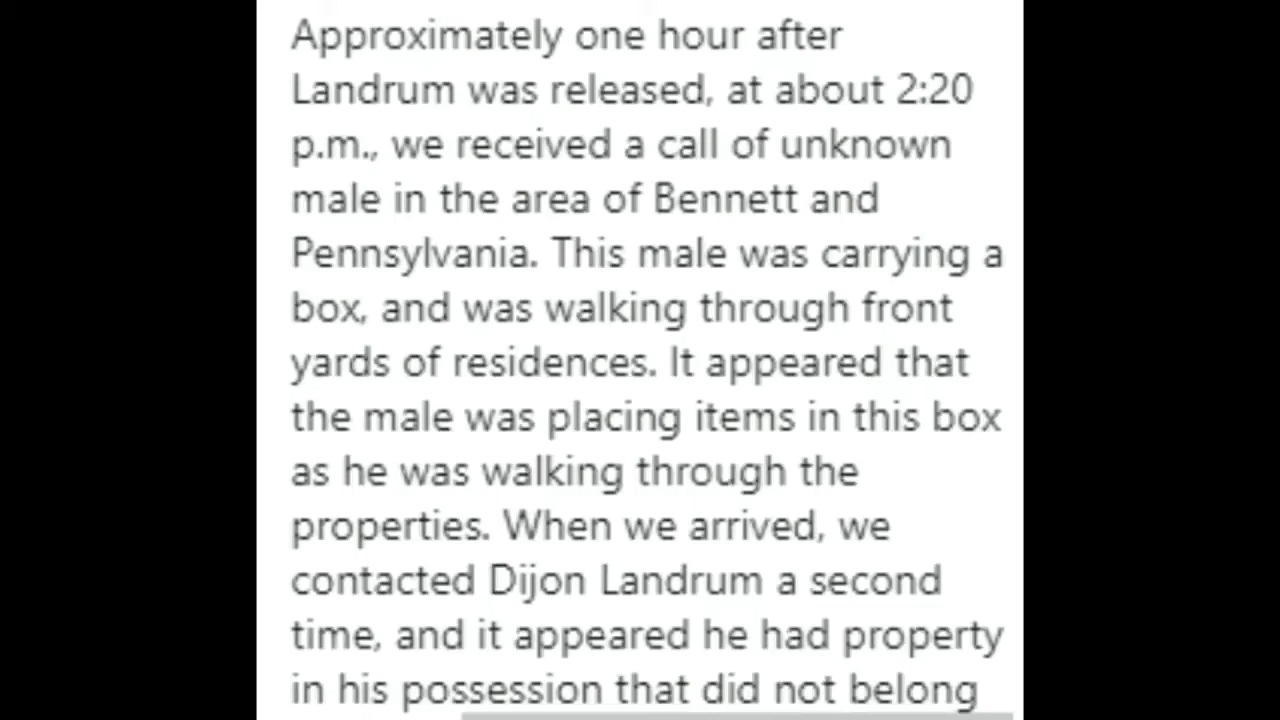 Approximately one hour after
Landrum was released, at about 2:20
p.m., we received a call of unknown
male in the area of Bennett and
Pennsylvania. This male was carrying a
box, and was walking through front
yards of residences. It appeared that
the male was placing items in this box
as he was walking through the
properties. When we arrived, we
contacted Dijon Landrum a second
time, and it appeared he had property
in his possession that did not belong